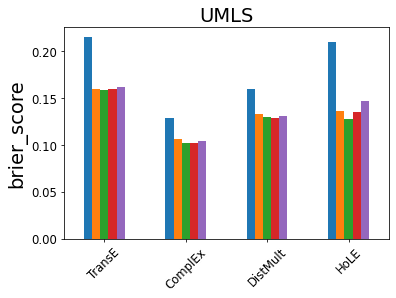 UMLS
brier_score
0.20
0.15
0.10
0.05
0.00
TransE
ComplEx
DistMult
HoLE